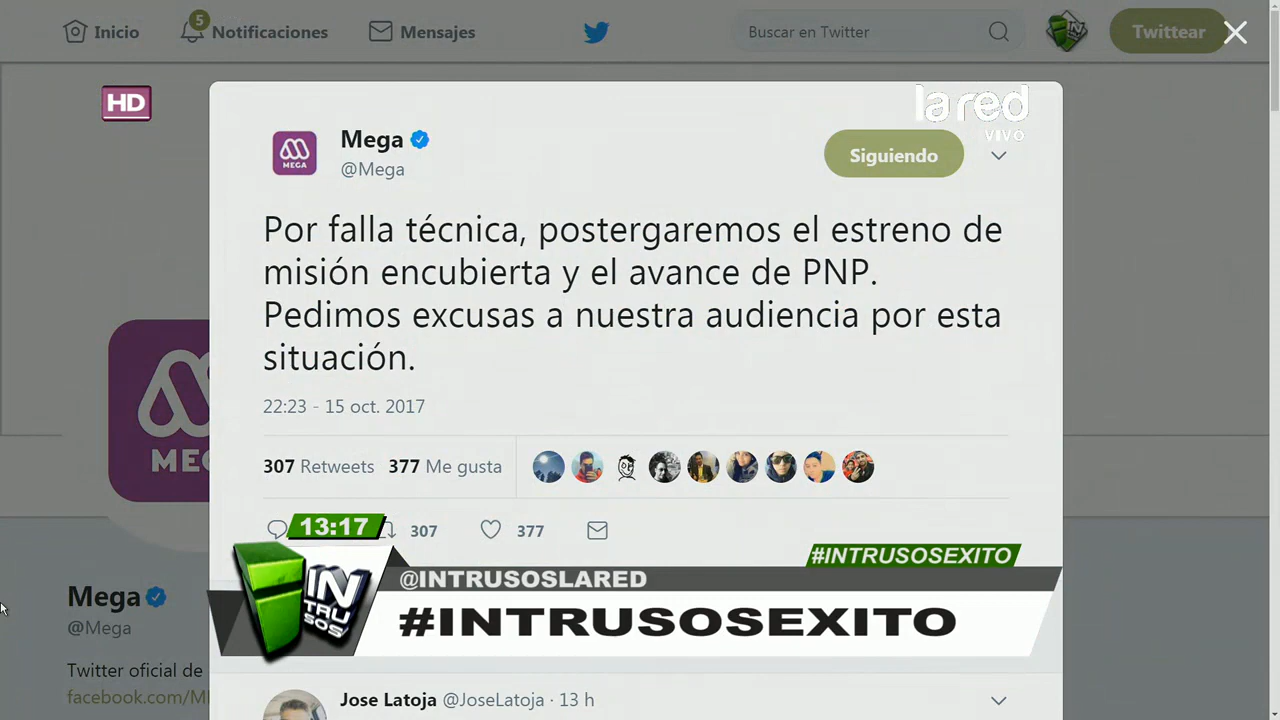 Inicio
5
Notificaciones
Mensajes
Buscar en Twitter
Twittear
HD
la red
VIVO
MEGA
Mega
@Mega
Siguiendo
Por falla técnica, postergaremos el estreno de
misión encubierta y el avance de PNP.
Pedimos excusas a nuestra audiencia por esta
situación.
22:23 - 15 oct. 2017
307 Retweets 377 Me gusta
MEG
13:17
307
377
#INTRUSOSEXITO
@INTRUSOSLARED
IN
TRU
SOS
#INTRUSOSEXITO
Mega
@Mega
Twitter oficial de
facebook.com/M
Jose Latoja @JoseLatoja · 13 h